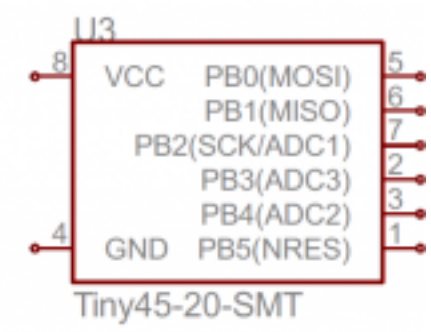 U3
8 VCC PB0(MOSI) 5
PB1(MISO) 6
PB2(SCK/ADC1) 7
PB3(ADC3) 2
PB4(ADC2) 3
4 GND PB5(NRES) 1
Tiny45-20-SMT